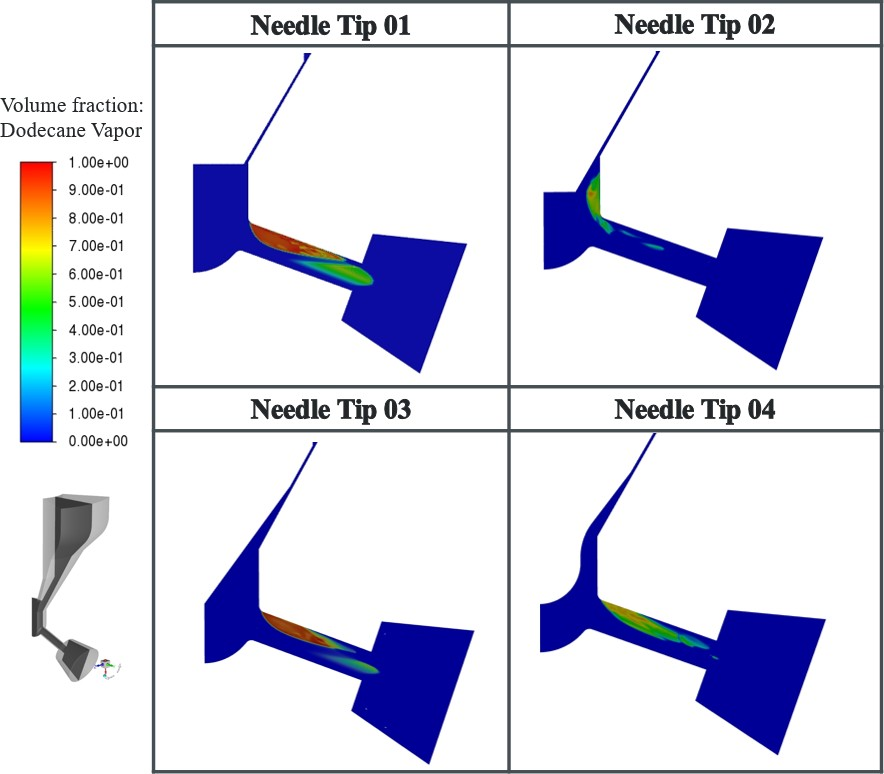 Needle Tip 01
Needle Tip 02
Volume fraction:
Dodecane Vapor
1.00e+00
9.00e-01
8.00e-01
7.00e-01
6.00e-01
5.00e-01
4.00e-01
3.00e-01
2.00e-01
1.00e-01
0.00e+00
Needle Tip 03
Needle Tip 04